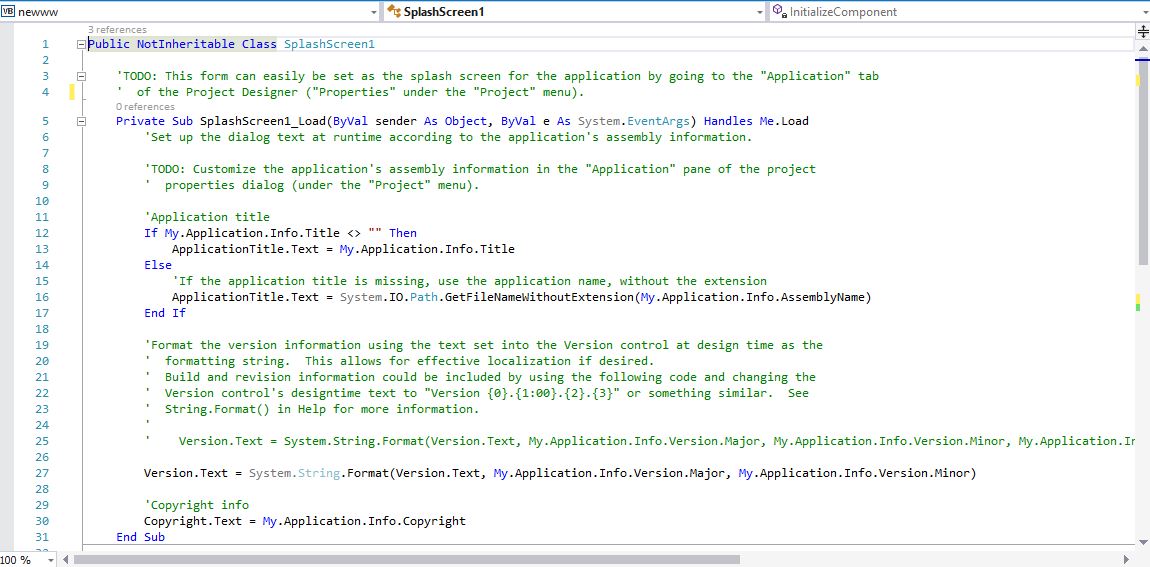 VB newww SplashScreen1 InitializeComponent
3 references
1 Public NotInheritable Class SplashScreen1
2
3 'TODO: This form can easily be set as the splash screen for the application by going to the "Application" tab
4 '  of the Project Designer ("Properties" under the "Project" menu).
0 references
5 Private Sub SplashScreen1_Load(ByVal sender As Object, ByVal e As System.EventArgs) Handles Me.Load
6 'Set up the dialog text at runtime according to the application's assembly information.
7
8 'TODO: Customize the application's assembly information in the "Application" pane of the project
9 '  properties dialog (under the "Project" menu).
10
11 'Application title
12 If My.Application.Info.Title <> "" Then
13 ApplicationTitle.Text = My.Application.Info.Title
14 Else
15 'If the application title is missing, use the application name, without the extension
16 ApplicationTitle.Text = System.IO.Path.GetFileNameWithoutExtension(My.Application.Info.AssemblyName)
17 End If
18
19 'Format the version information using the text set into the Version control at design time as the
20 '  formatting string.  This allows for effective localization if desired.
21 '  Build and revision information could be included by using the following code and changing the
22 '  Version control's designtime text to "Version {0}.{1:00}.{2}.{3}" or something similar.  See
23 '  String.Format() in Help for more information.
24 '
25 '    Version.Text = System.String.Format(Version.Text, My.Application.Info.Version.Major, My.Application.Info.Version.Minor, My.Application.In
26
27 Version.Text = System.String.Format(Version.Text, My.Application.Info.Version.Major, My.Application.Info.Version.Minor)
28
29 'Copyright info
30 Copyright.Text = My.Application.Info.Copyright
31 End Sub
100 %